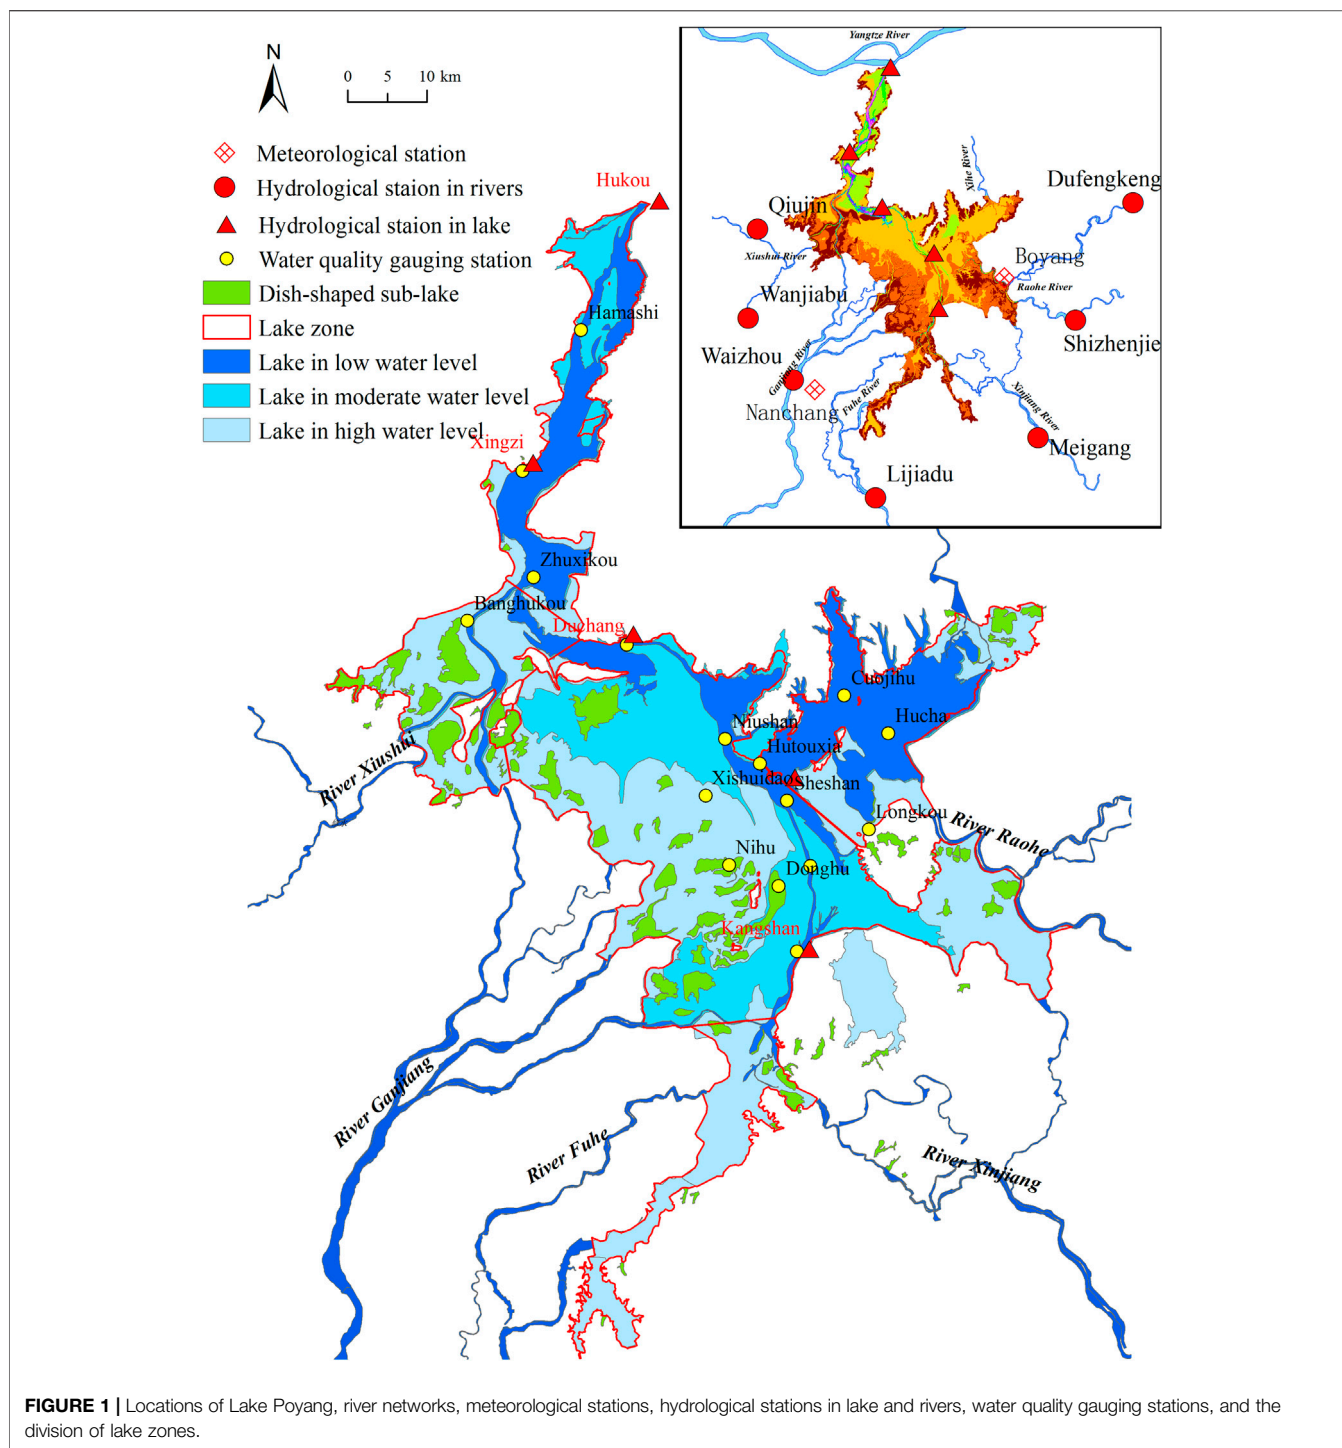 N
0 5 10 km
Meteorological station
Hydrological staion in rivers
Hydrological staion in lake
Water quality gauging station
Dish-shaped sub-lake
Lake zone
Lake in low water level
Lake in moderate water level
Lake in high water level
Yangtze River
Xihe River
Dufengkeng
Qiujin
Xiushui River
Boyang
Raohe River
Wanjiabu
Shizhenjie
Waizhou
Ganjiang River
Nanchang
Fuhe River
Xinjiang River
Meigang
Lijiadu
Hukou
Hamashi
Xingzi
Zhuxikou
Banghukou
Duchang
Cuojihu
Hucha
Niushan
Hutouxia
Xishuidao
Sheshan
Longkou
River Xiushui
River Raohe
Nihu
Donghu
Kangshan
River Ganjiang
River Fuhe
River Xinjiang
FIGURE 1 | Locations of Lake Poyang, river networks, meteorological stations, hydrological stations in lake and rivers, water quality gauging stations, and the
division of lake zones.